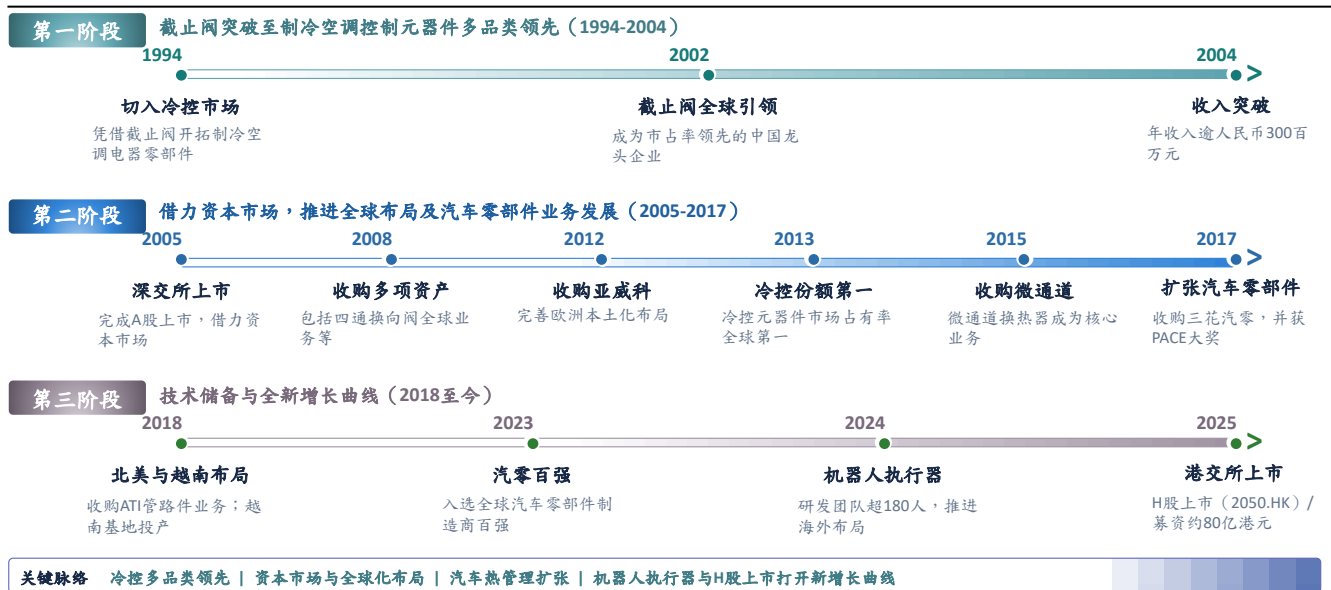 第一阶段 截止阀突破至制冷空调控制元器件多品类领先（1994-2004）
1994 2002 2004
>
切入冷控市场 截止阀全球引领 收入突破
凭借截止阀开拓制冷空 成为市占率领先的中国龙 年收入逾人民币300百
调电器零部件 头企业 万元
第二阶段 借力资本市场，推进全球布局及汽车零部件业务发展（2005-2017）
2005 2008 2012 2013 2015 2017
>
深交所上市 收购多项资产 收购亚威科 冷控份额第一 收购微通道 扩张汽车零部件
完成A股上市，借力资 包括四通换向阀全球业 完善欧洲本土化布局 冷控元器件市场占有率 微通道换热器成为核心 收购三花汽零，并获
本市场 务等 全球第一 业务 PACE大奖
第三阶段 技术储备与全新增长曲线（2018至今）
2018 2023 2024 2025
>
北美与越南布局 汽零百强 机器人执行器 港交所上市
收购ATI管路件业务；越 入选全球汽车零部件制 研发团队超180人，推进 H股上市（2050.HK）/
南基地投产 造商百强 海外布局 募资约80亿港元
关键脉络 冷控多品类领先 | 资本市场与全球化布局 | 汽车热管理扩张 | 机器人执行器与H股上市打开新增长曲线